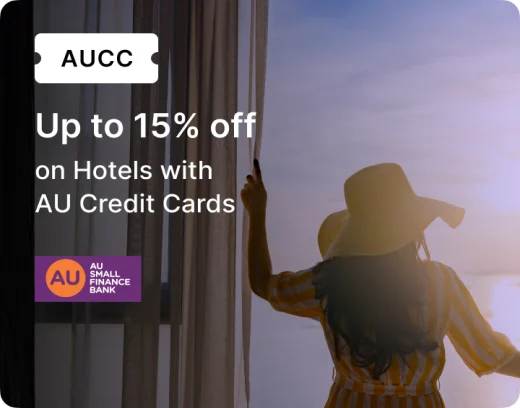 AUCC
Up to 15% off
on Hotels with
AU Credit Cards
AU
AU
SMALL
FINANCE
BANK